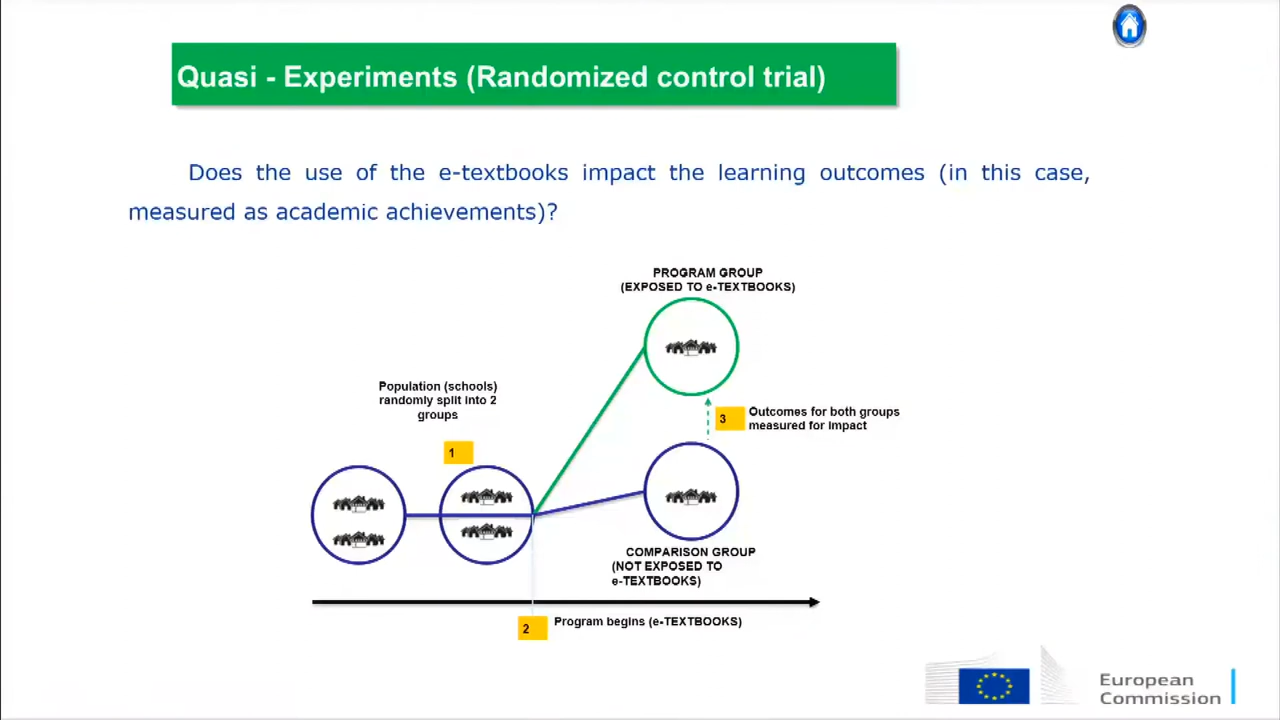 Quasi - Experiments (Randomized control trial)
Does the use of the e-textbooks impact the learning outcomes (in this case,
measured as academic achievements)?
PROGRAM GROUP
(EXPOSED TO e-TEXTBOOKS)
Population (schools)
randomly split into 2
groups
1
3
Outcomes for both groups
measured for impact
COMPARISON GROUP
(NOT EXPOSED TO
e-TEXTBOOKS)
2
Program begins (e-TEXTBOOKS)
European
Commission